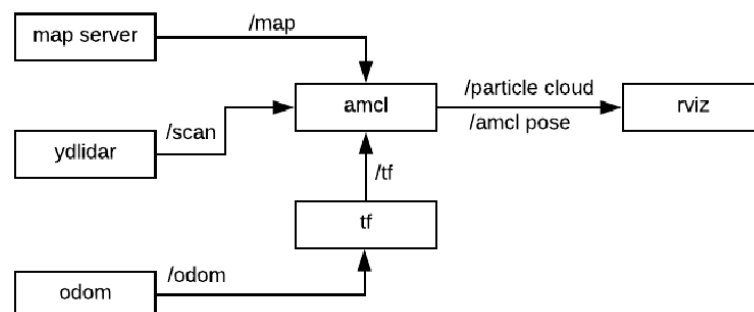 map server
/map
amcl
/particle cloud
rviz
/scan
/amcl pose
ydlidar
/tf
tf
/odom
odom